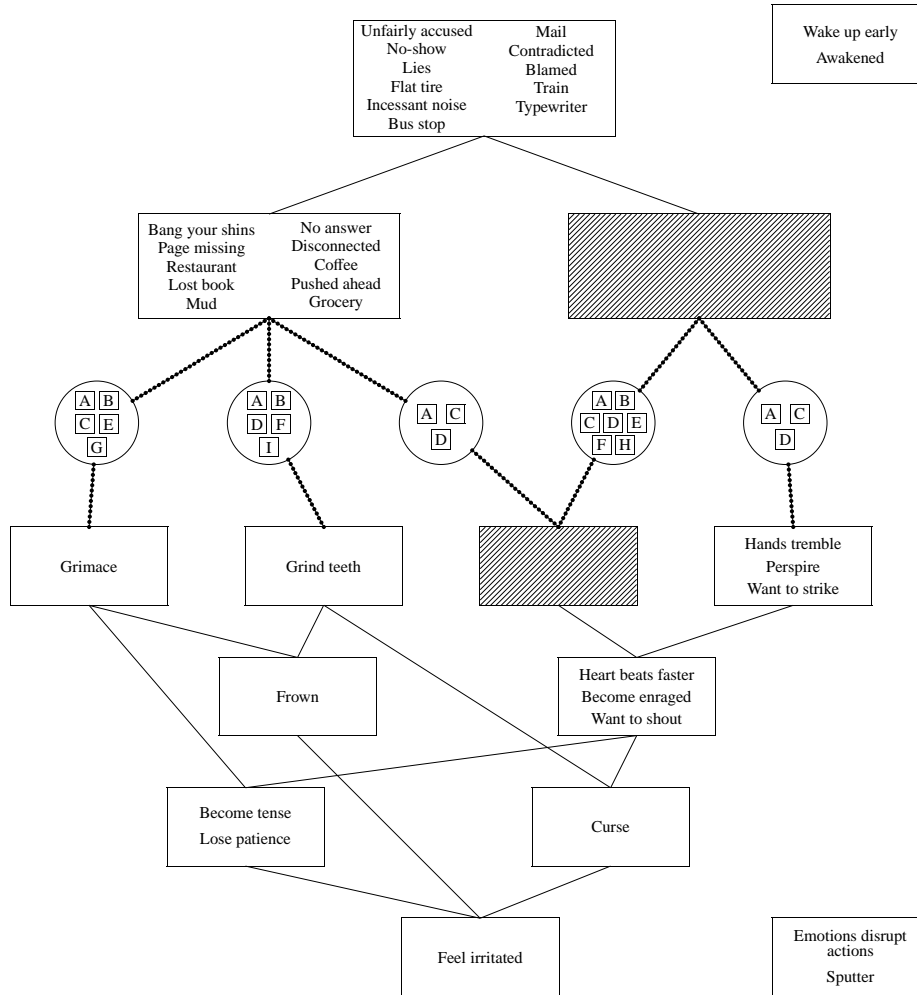 Unfairly accused
No-show
Lies
Flat tire
Incessant noise
Bus stop
Mail
Contradicted
Blamed
Train
Typewriter
Wake up early
Awakened
Bang your shins
Page missing
Restaurant
Lost book
Mud
No answer
Disconnected
Coffee
Pushed ahead
Grocery
A B
C E
G
A B
D F
I
A C
D
A B
C D E
F H
A C
D
Grimace
Grind teeth
Hands tremble
Perspire
Want to strike
Frown
Heart beats faster
Become enraged
Want to shout
Become tense
Lose patience
Curse
Feel irritated
Emotions disrupt
actions
Sputter